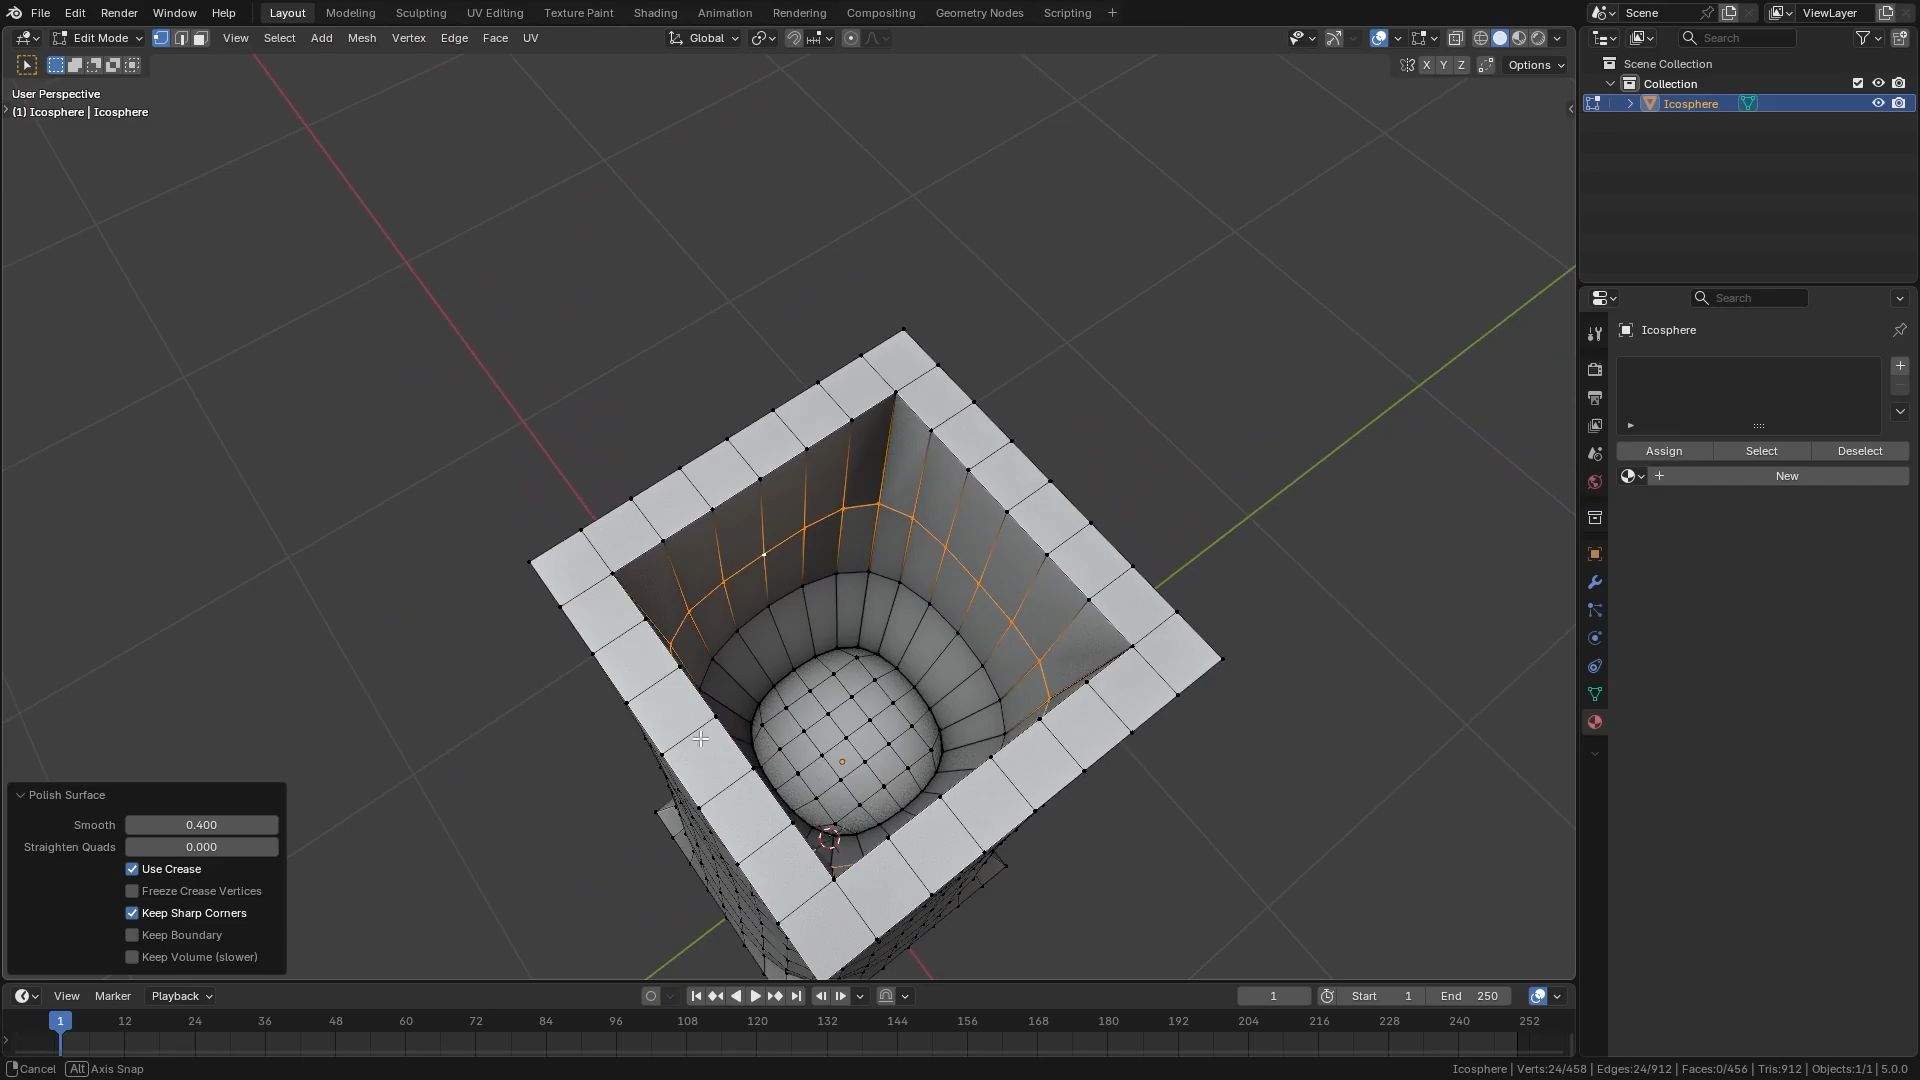 File Edit Render Window Help Layout Modeling Sculpting UV Editing Texture Paint Shading Animation Rendering Compositing Geometry Nodes Scripting + Scene ViewLayer
Edit Mode View Select Add Mesh Vertex Edge Face UV Global Search
X Y Z Options
Scene Collection
Collection
Icosphere
User Perspective
(1) Icosphere | Icosphere
Search
Icosphere
Assign Select Deselect
New
Polish Surface
Smooth 0.400
Straighten Quads 0.000
Use Crease
Freeze Crease Vertices
Keep Sharp Corners
Keep Boundary
Keep Volume (slower)
View Marker Playback 1 Start 1 End 250
1 12 24 36 48 60 72 84 96 108 120 132 144 156 168 180 192 204 216 228 240 252
Cancel Alt Axis Snap Icosphere | Verts:24/458 | Edges:24/912 | Faces:0/456 | Tris:912 | Objects:1/1 | 5.0.0